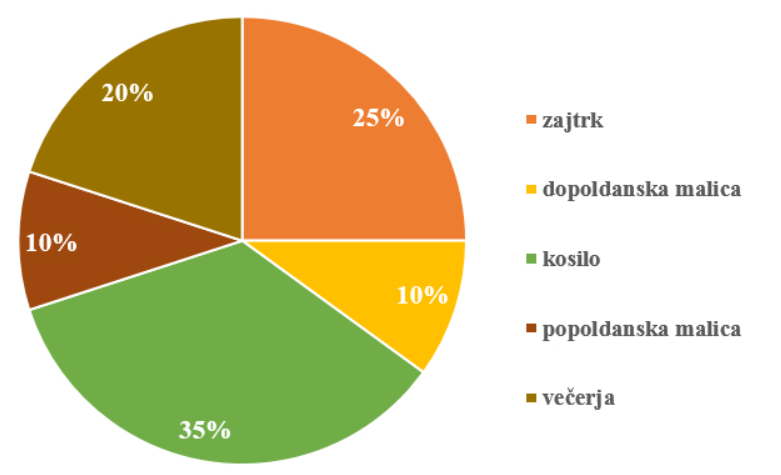 20%
25%
10%
10%
35%
zajtrk
dopoldanska malica
kosilo
popoldanska malica
večerja